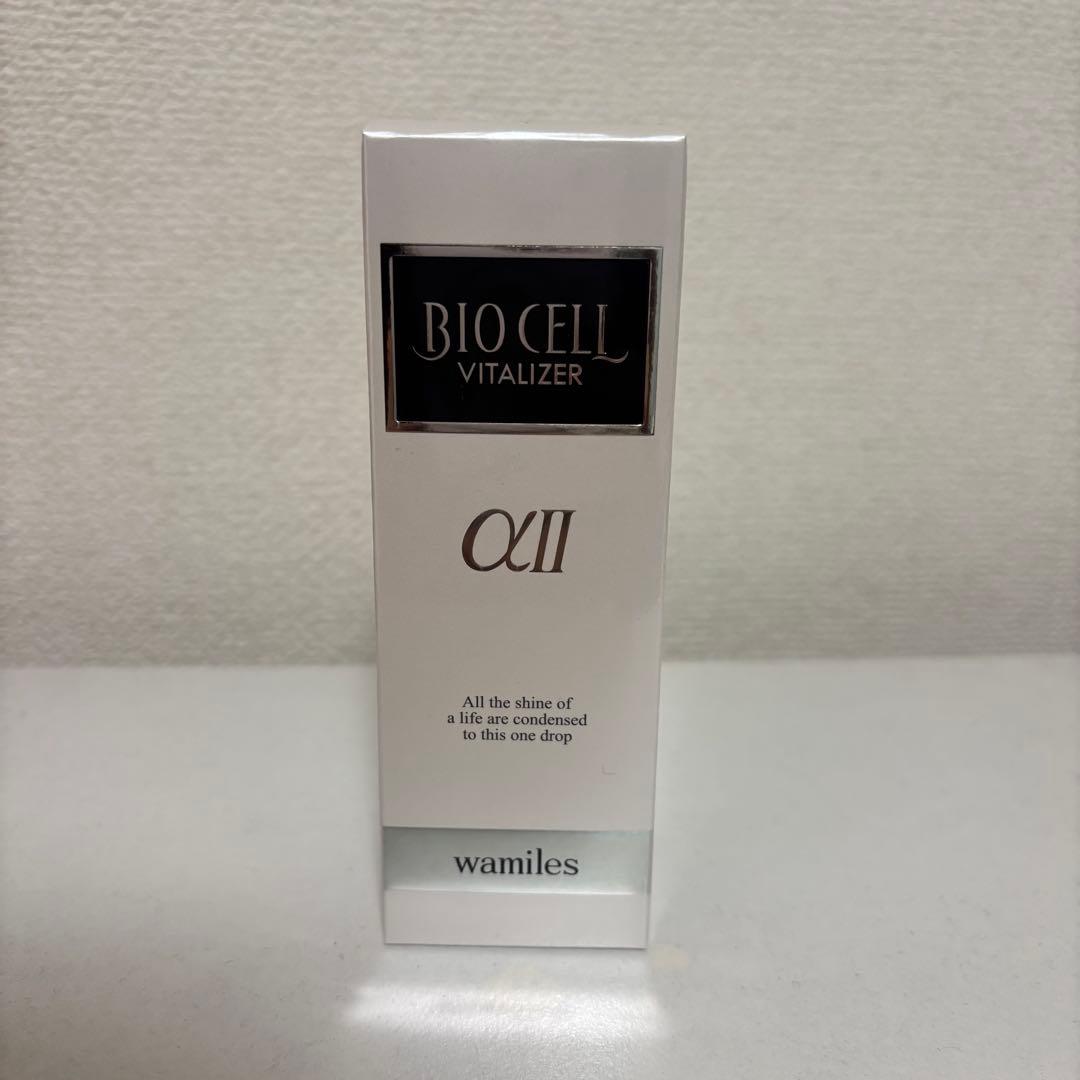 BIO CELL
VITALIZER
αII
All the shine of
a life are condensed
to this one drop
wamiles